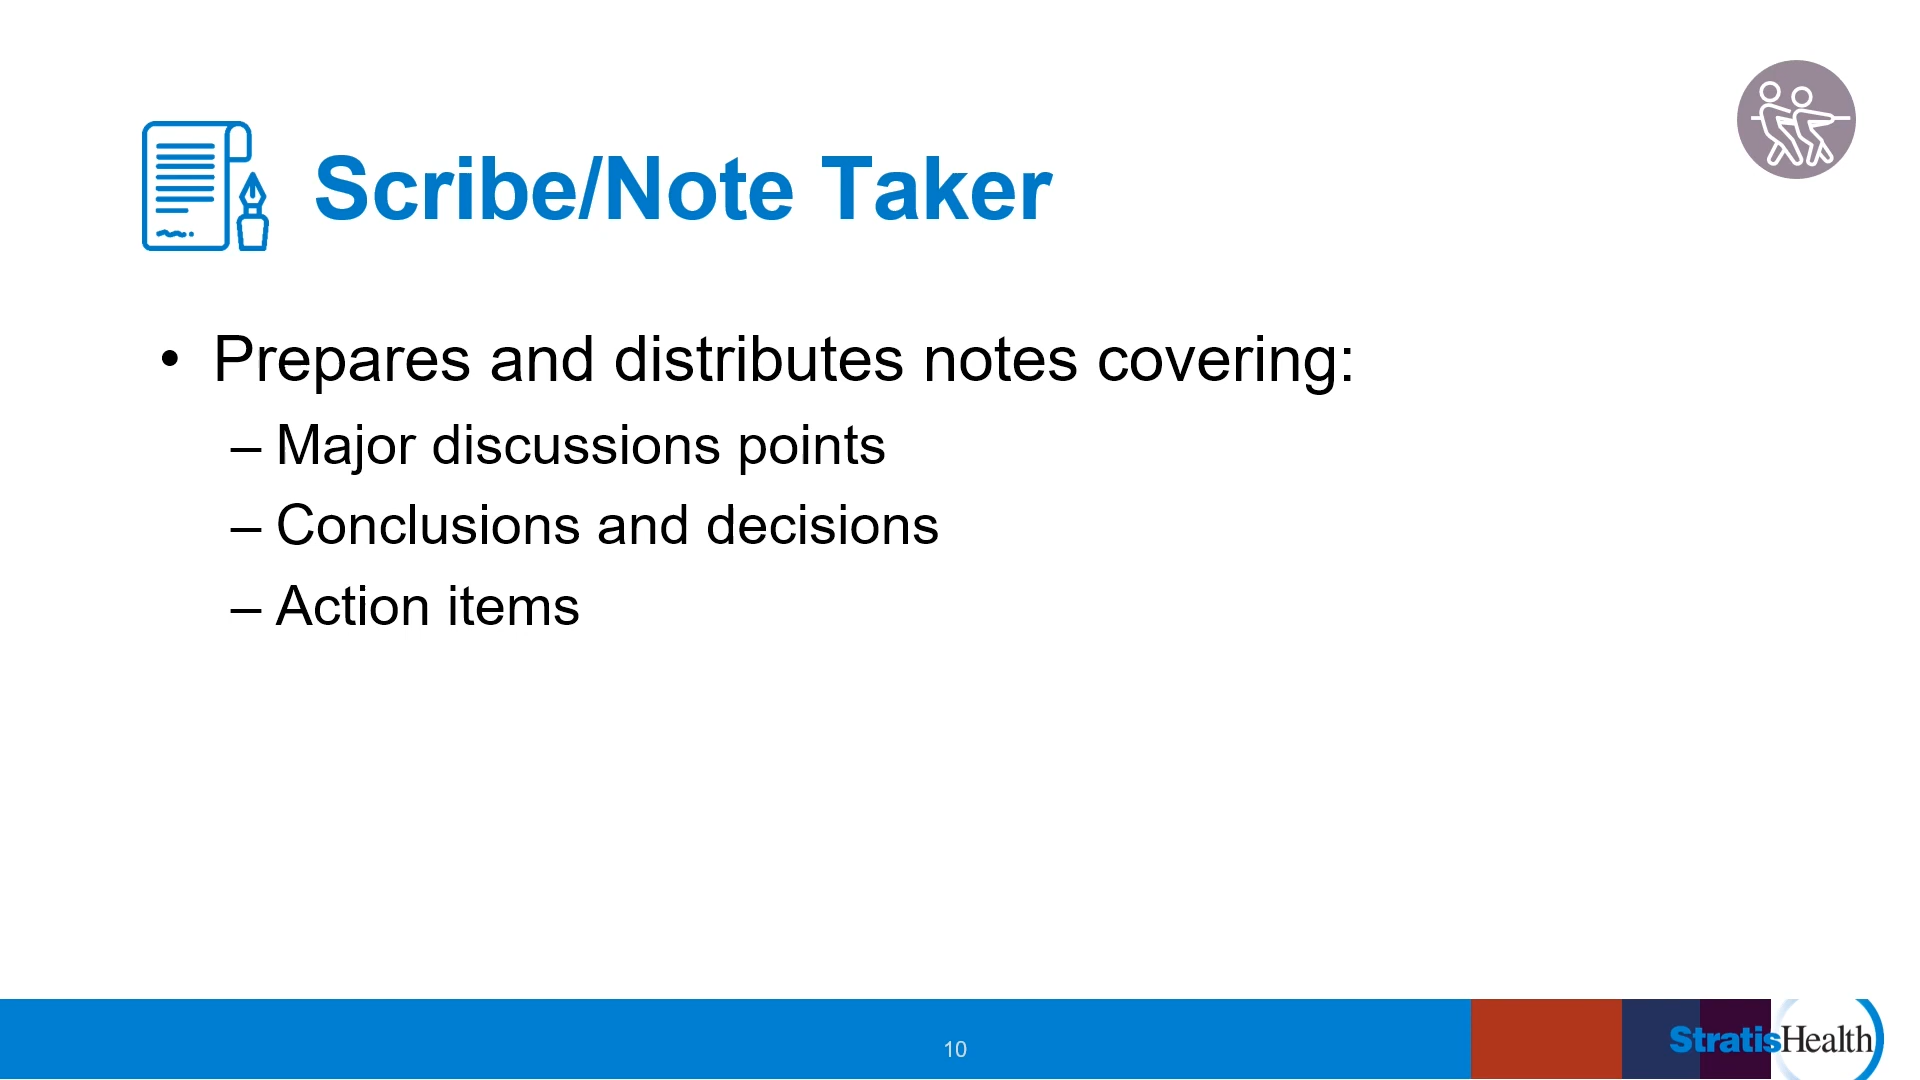 Scribe/Note Taker
• Prepares and distributes notes covering:
– Major discussions points
– Conclusions and decisions
– Action items
10
StratisHealth